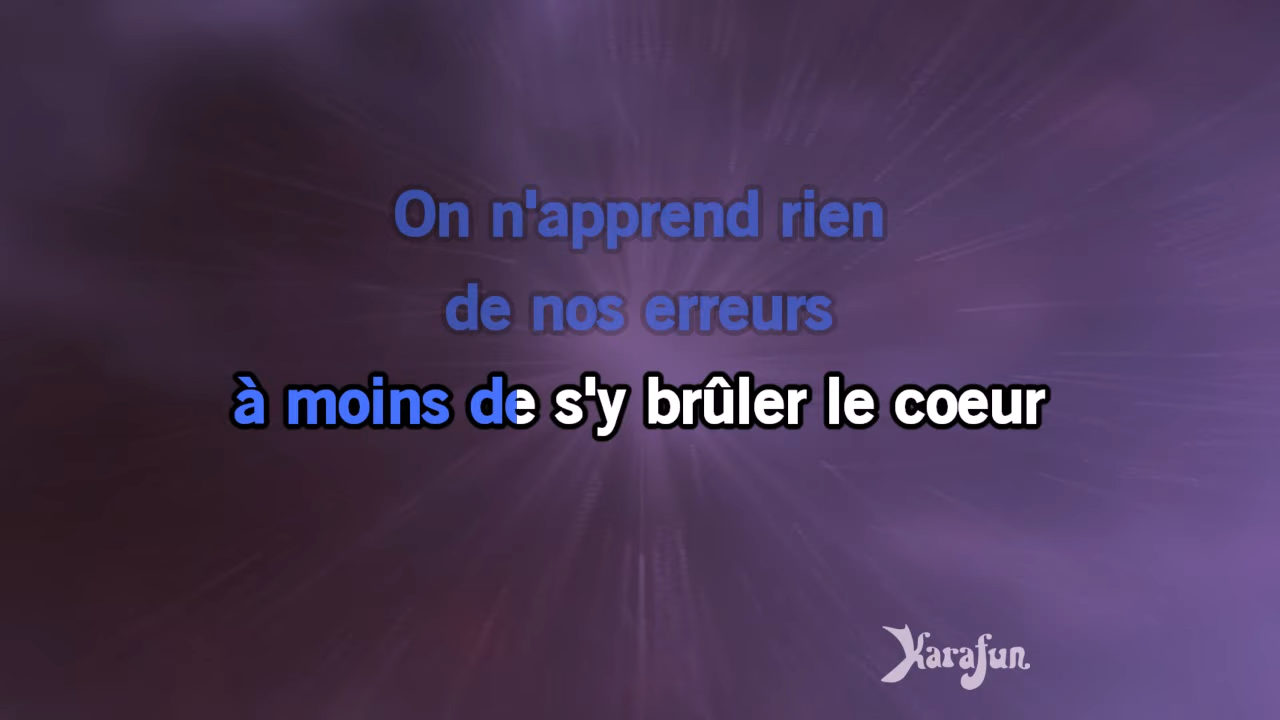 On n'apprend rien
de nos erreurs
à moins de s'y brûler le coeur
Karafun